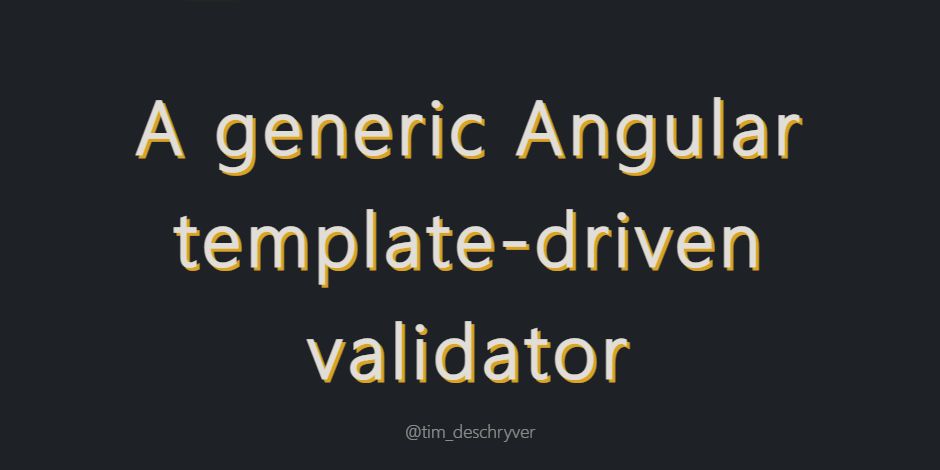 A generic Angular
template-driven
validator
@tim_deschryver